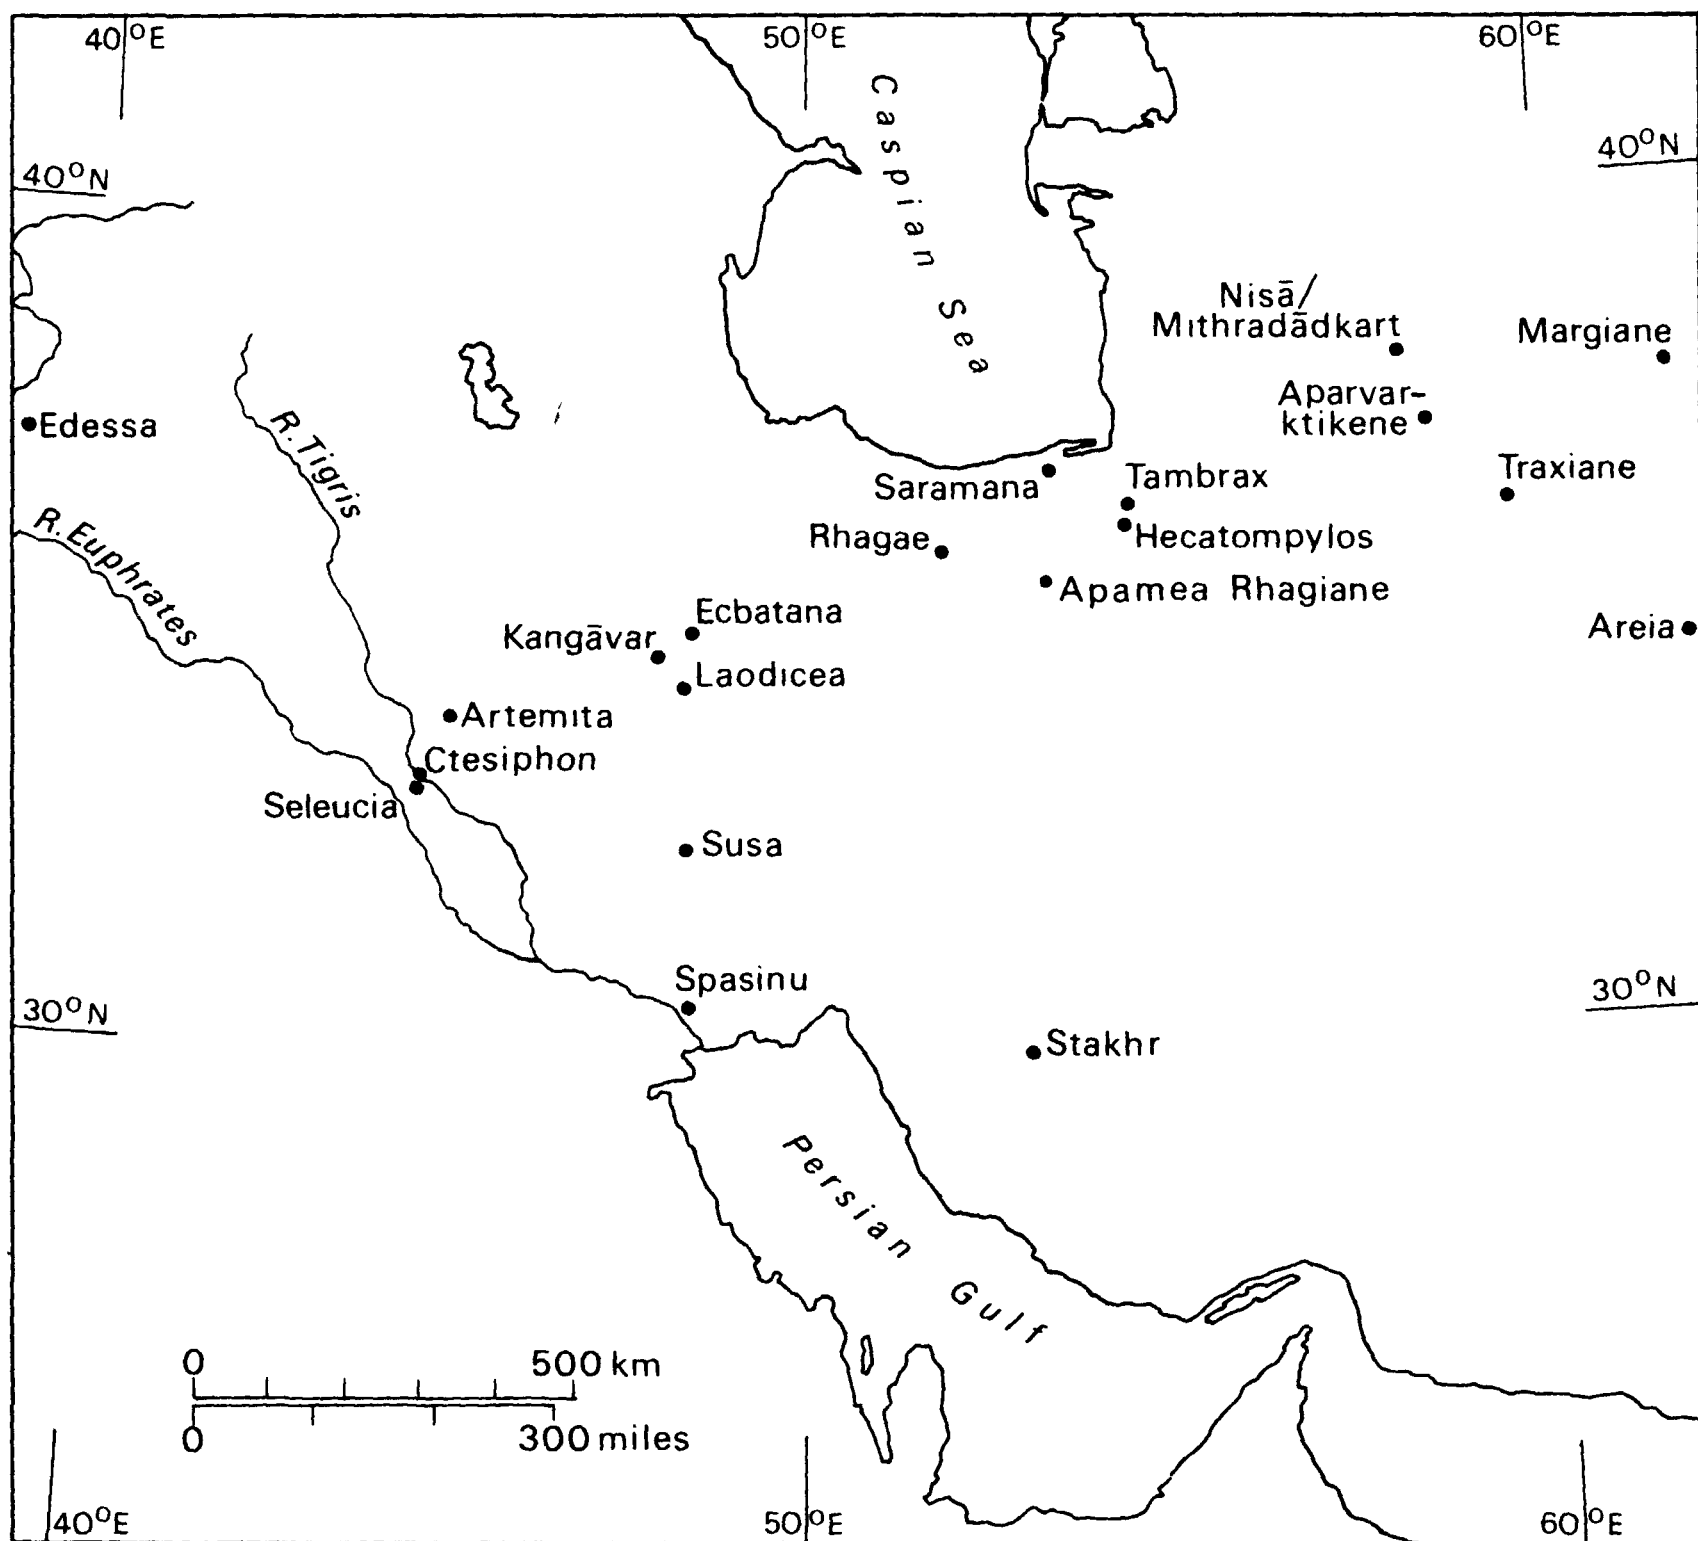 40°E
50°E
60°E
Caspian Sea
40°N
40°N
Nisā/
Mithradādkart
Margiane
Aparvar-
ktikene
Edessa
R. Tigris
Traxiane
Tambrax
Saramana
R. Euphrates
Rhagae
Hecatompylos
Apamea Rhagiane
Ecbatana
Areia
Kangāvar
Laodicea
Artemita
Ctesiphon
Seleucia
Susa
Spasinu
30°N
30°N
Stakhr
Persian Gulf
0 500 km
0 300 miles
40°E
50°E
60°E